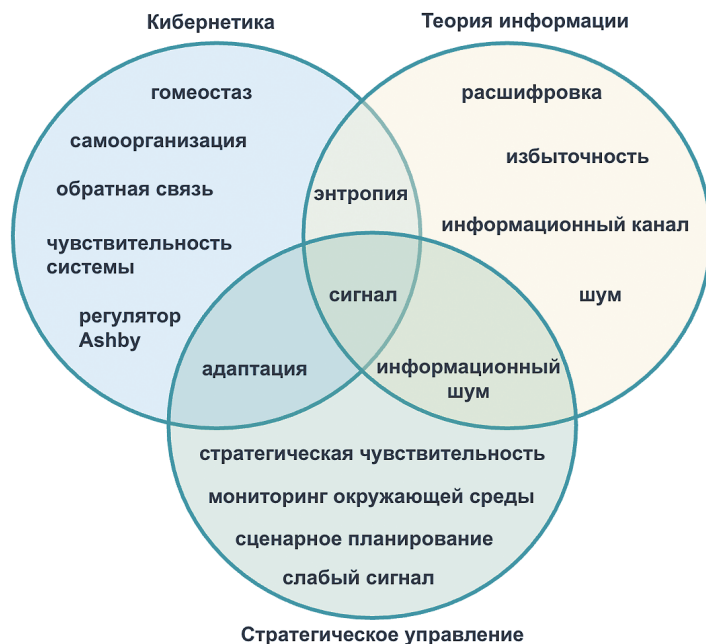 Кибернетика
Теория информации
гомеостаз
расшифровка
самоорганизация
избыточность
обратная связь
энтропия
информационный канал
чувствительность
системы
сигнал
шум
регулятор
Ashby
адаптация
информационный
шум
стратегическая чувствительность
мониторинг окружающей среды
сценарное планирование
слабый сигнал
Стратегическое управление